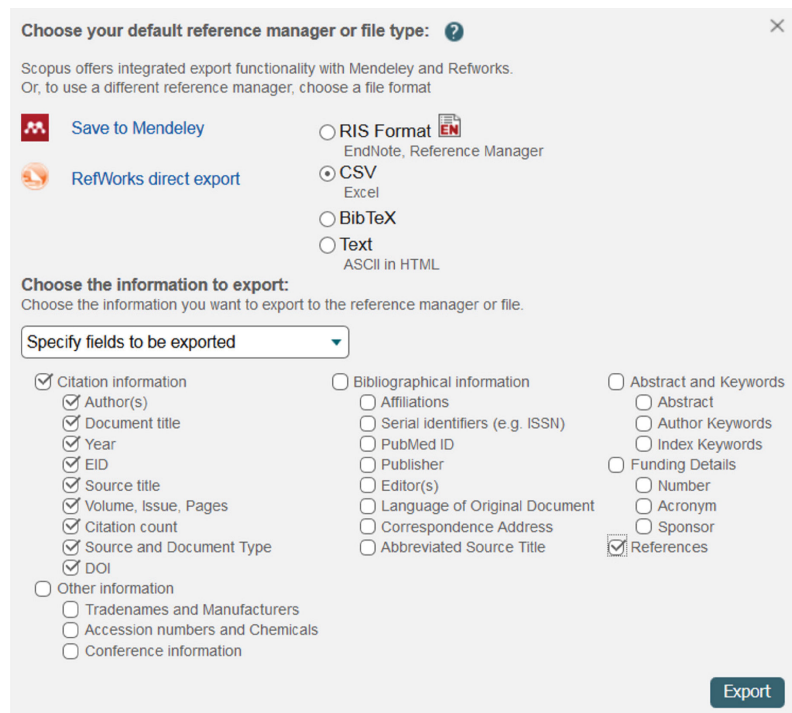 Choose your default reference manager or file type: ?
Scopus offers integrated export functionality with Mendeley and Refworks.
Or, to use a different reference manager, choose a file format
Save to Mendeley
RefWorks direct export
RIS Format EN
EndNote, Reference Manager
CSV
Excel
BibTeX
Text
ASCII in HTML
Choose the information to export:
Choose the information you want to export to the reference manager or file.
Specify fields to be exported
Citation information
Author(s)
Document title
Year
EID
Source title
Volume, Issue, Pages
Citation count
Source and Document Type
DOI
Other information
Tradenames and Manufacturers
Accession numbers and Chemicals
Conference information
Bibliographical information
Affiliations
Serial identifiers (e.g. ISSN)
PubMed ID
Publisher
Editor(s)
Language of Original Document
Correspondence Address
Abbreviated Source Title
Abstract and Keywords
Abstract
Author Keywords
Index Keywords
Funding Details
Number
Acronym
Sponsor
References
Export